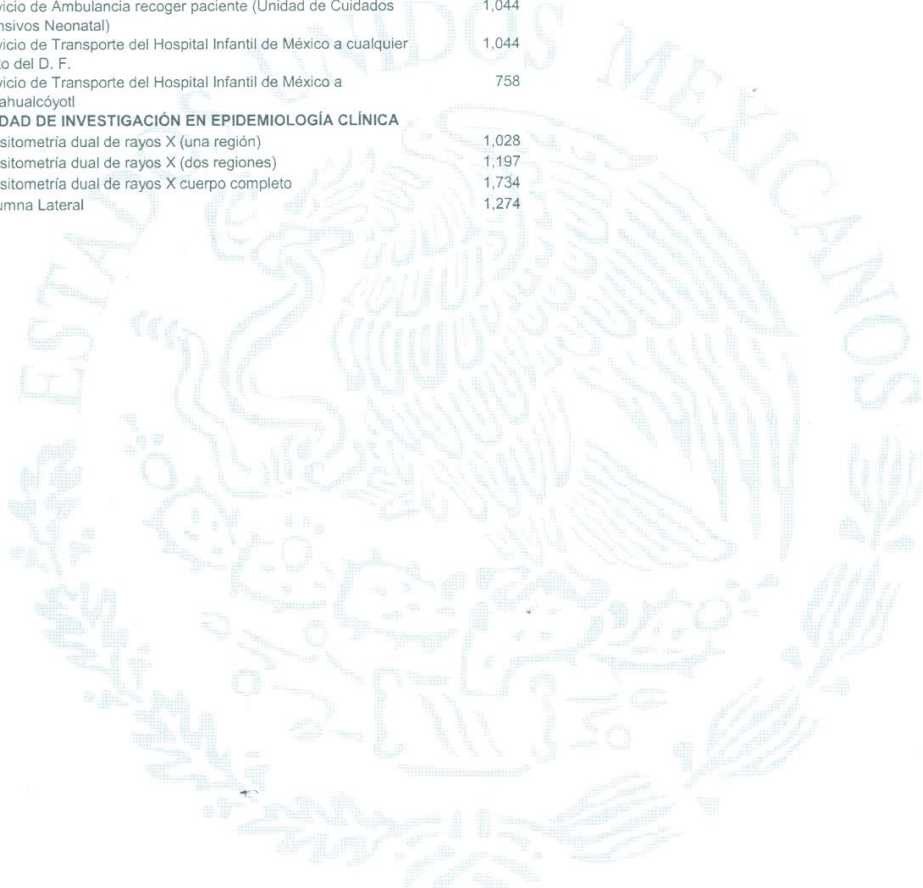 vicio de Ambulancia recoger paciente (Unidad de Cuidados 1,044
nsivos Neonatal)
vicio de Transporte del Hospital Infantil de México a cualquier 1,044
to del D. F.
vicio de Transporte del Hospital Infantil de México a 758
ahualcóyotl
DAD DE INVESTIGACIÓN EN EPIDEMIOLOGÍA CLÍNICA
sitometría dual de rayos X (una región) 1,028
sitometría dual de rayos X (dos regiones) 1,197
sitometría dual de rayos X cuerpo completo 1,734
umna Lateral 1,274
ESTADOS UNIDOS MEXICANOS